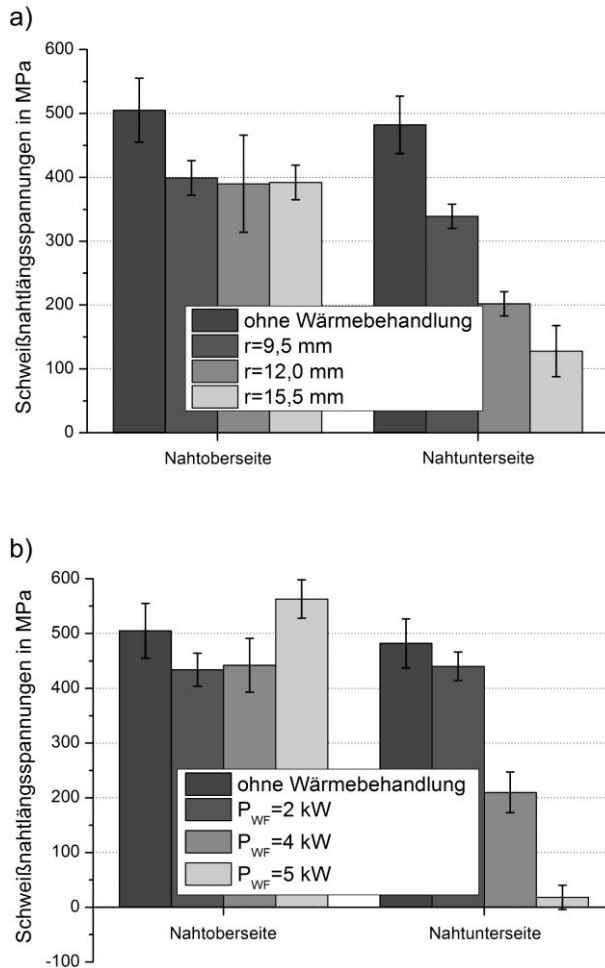 a)
Schweißnahtlängsspannungen in MPa
600
500
400
300
200
100
0
ohne Wärmebehandlung
r=9,5 mm
r=12,0 mm
r=15,5 mm
Nahtoberseite
Nahtunterseite
b)
Schweißnahtlängsspannungen in MPa
600
500
400
300
200
100
0
-100
ohne Wärmebehandlung
P_WF=2 kW
P_WF=4 kW
P_WF=5 kW
Nahtoberseite
Nahtunterseite